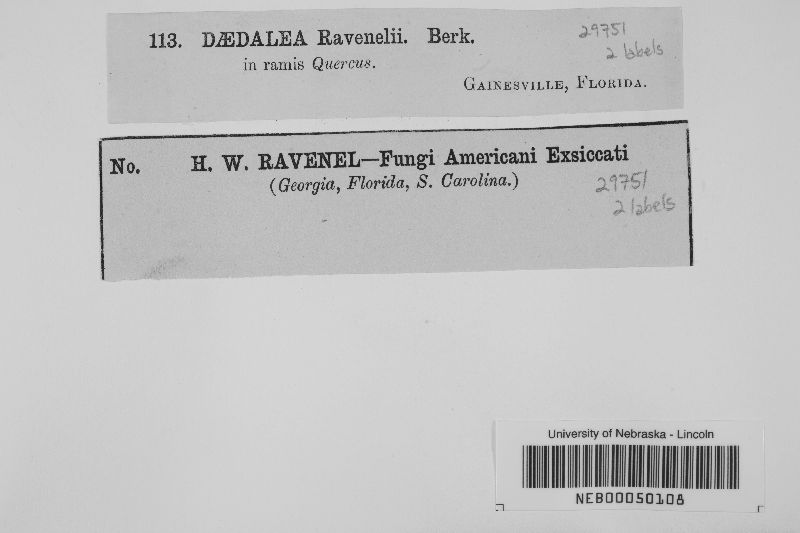 113. DÆDALEA Ravenelii. Berk.
in ramis Quercus.
GAINESVILLE, FLORIDA.
29751
2 labels
No. H. W. RAVENEL—Fungi Americani Exsiccati
(Georgia, Florida, S. Carolina.)
29751
2 labels
University of Nebraska - Lincoln
NEB00050108